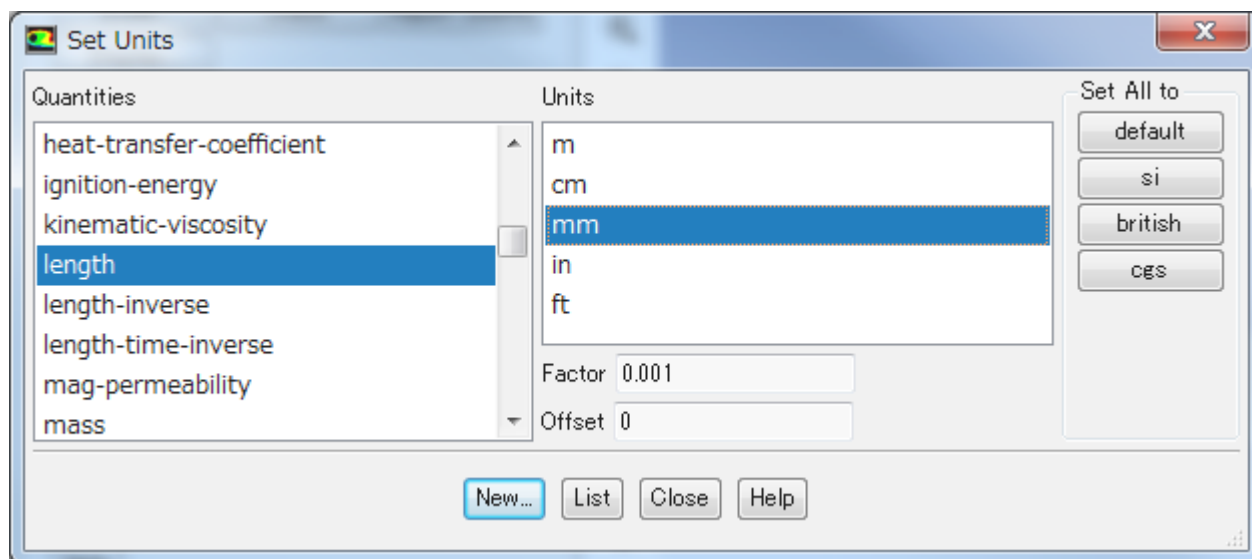 Set Units
Quantities
heat-transfer-coefficient
ignition-energy
kinematic-viscosity
length
length-inverse
length-time-inverse
mag-permeability
mass
Units
m
cm
mm
in
ft
Factor 0.001
Offset 0
Set All to
default
si
british
cgs
New... List Close Help